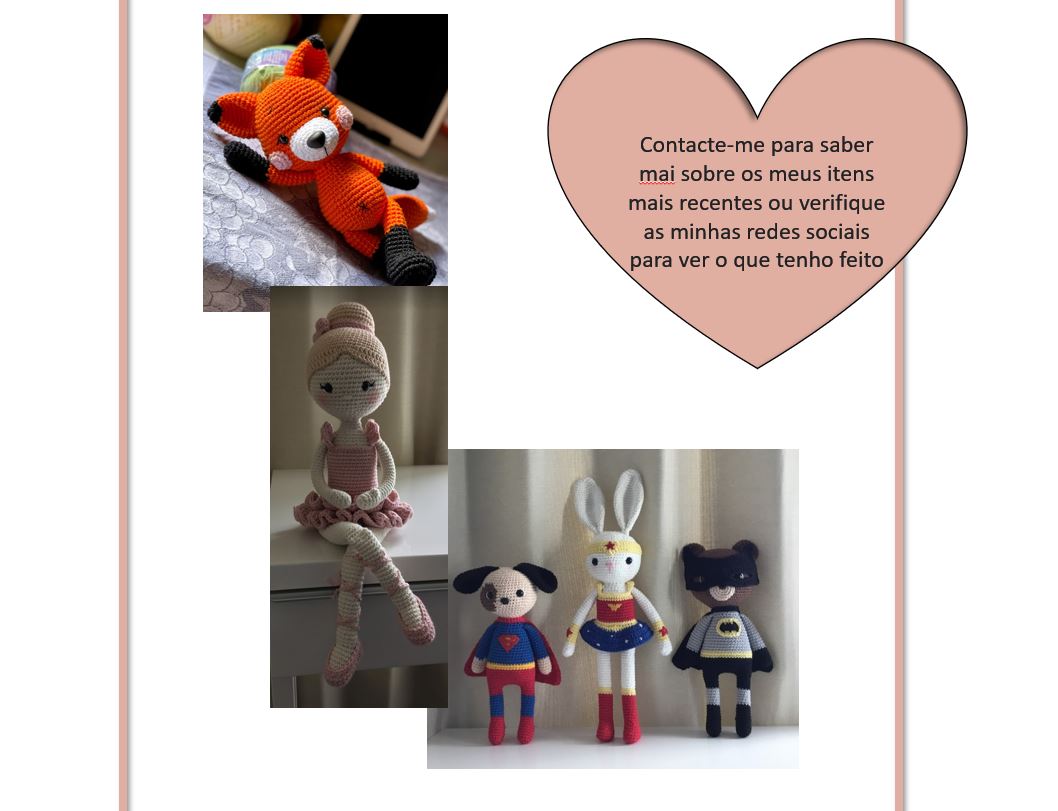 Contacte-me para saber
mai sobre os meus itens
mais recentes ou verifique
as minhas redes sociais
para ver o que tenho feito